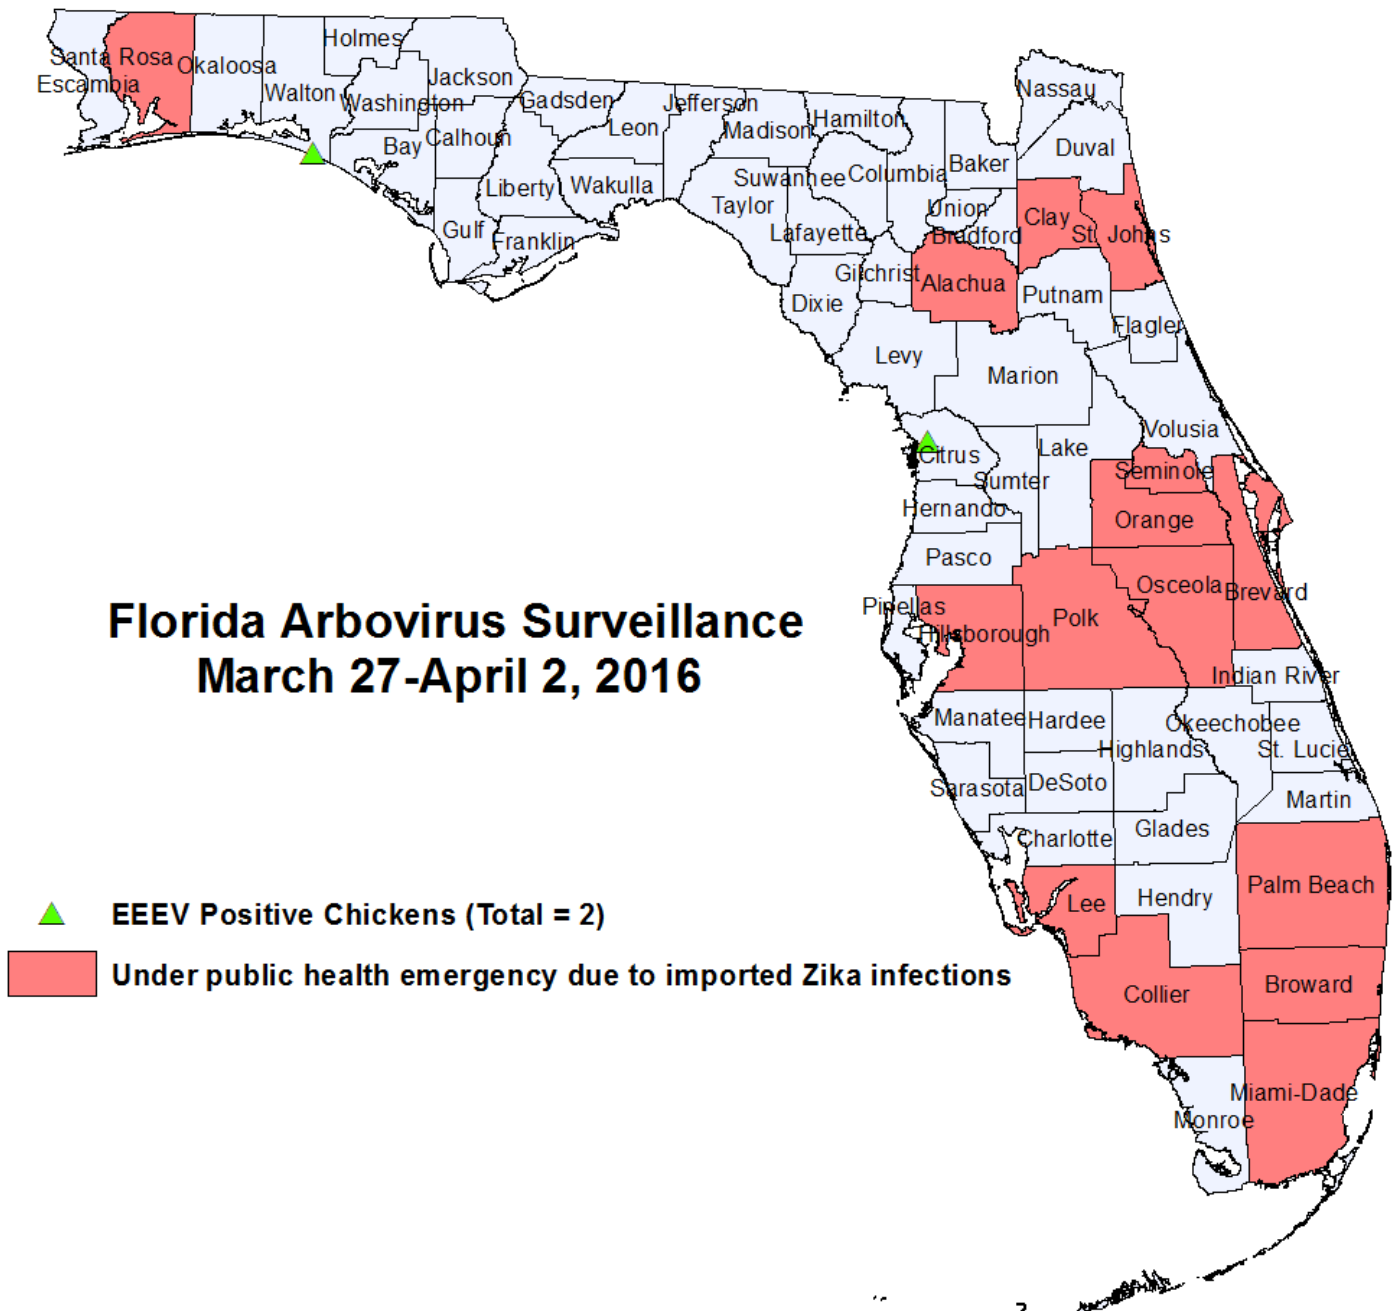 Holmes
Santa Rosa
Okaloosa
Escambia
Walton
Washington
Jackson
Gadsden
Jefferson
Leon
Madison
Hamilton
Nassau
Bay
Calhoun
Duval
Baker
Liberty
Wakulla
Suwannee
Columbia
Taylor
Union
Clay
St. Johns
Gulf
Franklin
Lafayette
Bradford
Gilchrist
Alachua
Putnam
Dixie
Flagler
Levy
Marion
Volusia
Lake
Citrus
Sumter
Seminole
Hernando
Orange
Pasco
Osceola
Brevard
Pinellas
Polk
Hillsborough
Florida Arbovirus Surveillance
March 27-April 2, 2016
Indian River
Manatee
Hardee
Okeechobee
Highlands
St. Lucie
Sarasota
DeSoto
Martin
Charlotte
Glades
Palm Beach
Hendry
Lee
EEEV Positive Chickens (Total = 2)
Under public health emergency due to imported Zika infections
Collier
Broward
Miami-Dade
Monroe